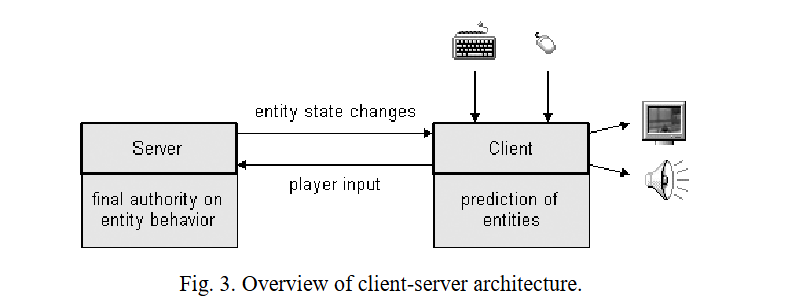 entity state changes
Server
Client
player input
final authority on
entity behavior
prediction of
entities
Fig. 3. Overview of client-server architecture.